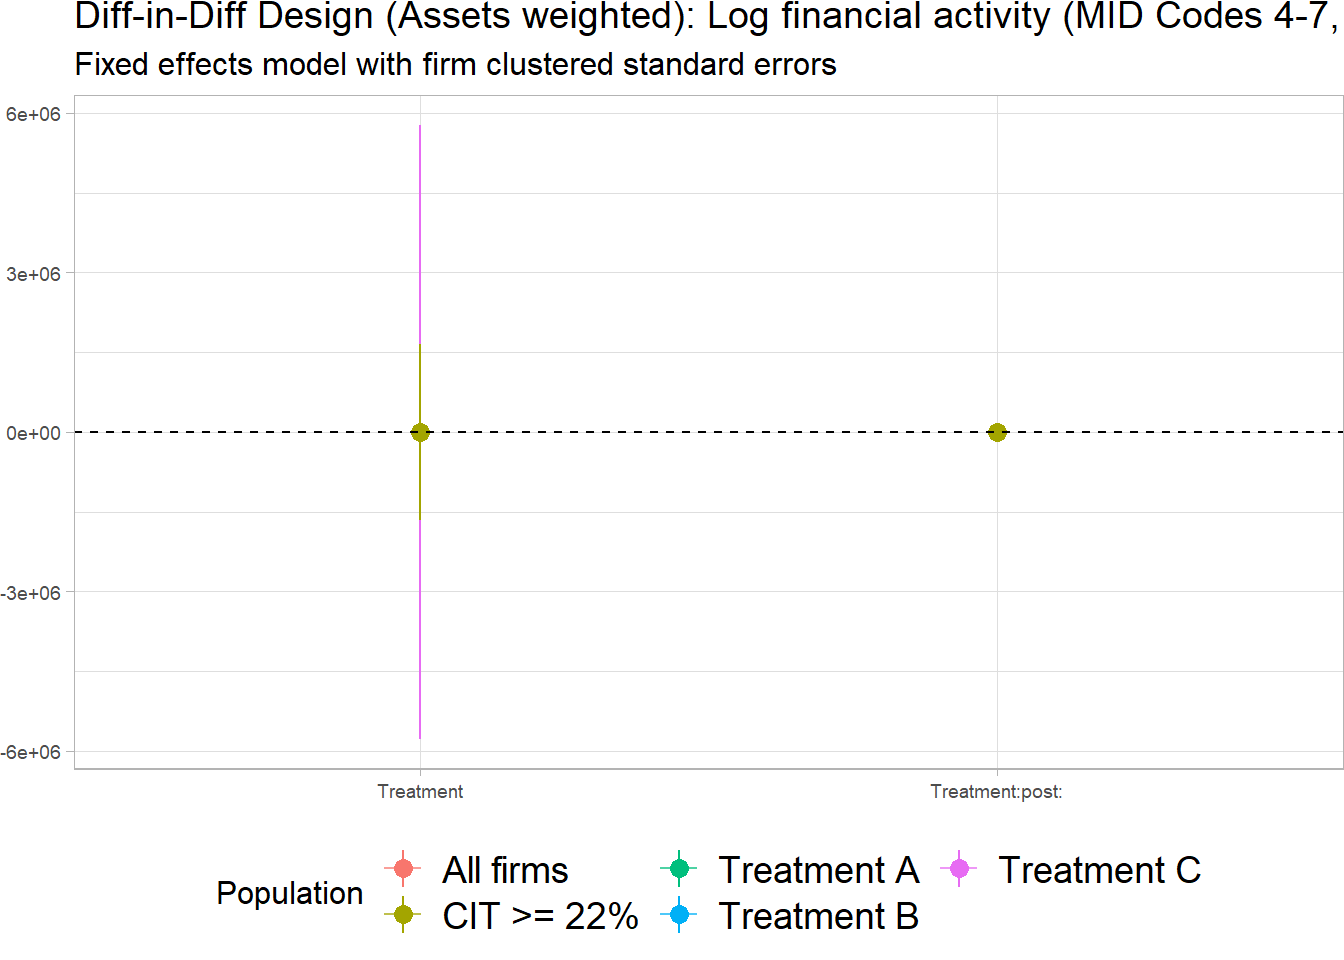 Diff-in-Diff Design (Assets weighted): Log financial activity (MID Codes 4-7,
Fixed effects model with firm clustered standard errors
6e+06
3e+06
0e+00
-3e+06
-6e+06
Treatment
Treatment:post:
Population
All firms
CIT >= 22%
Treatment A
Treatment B
Treatment C